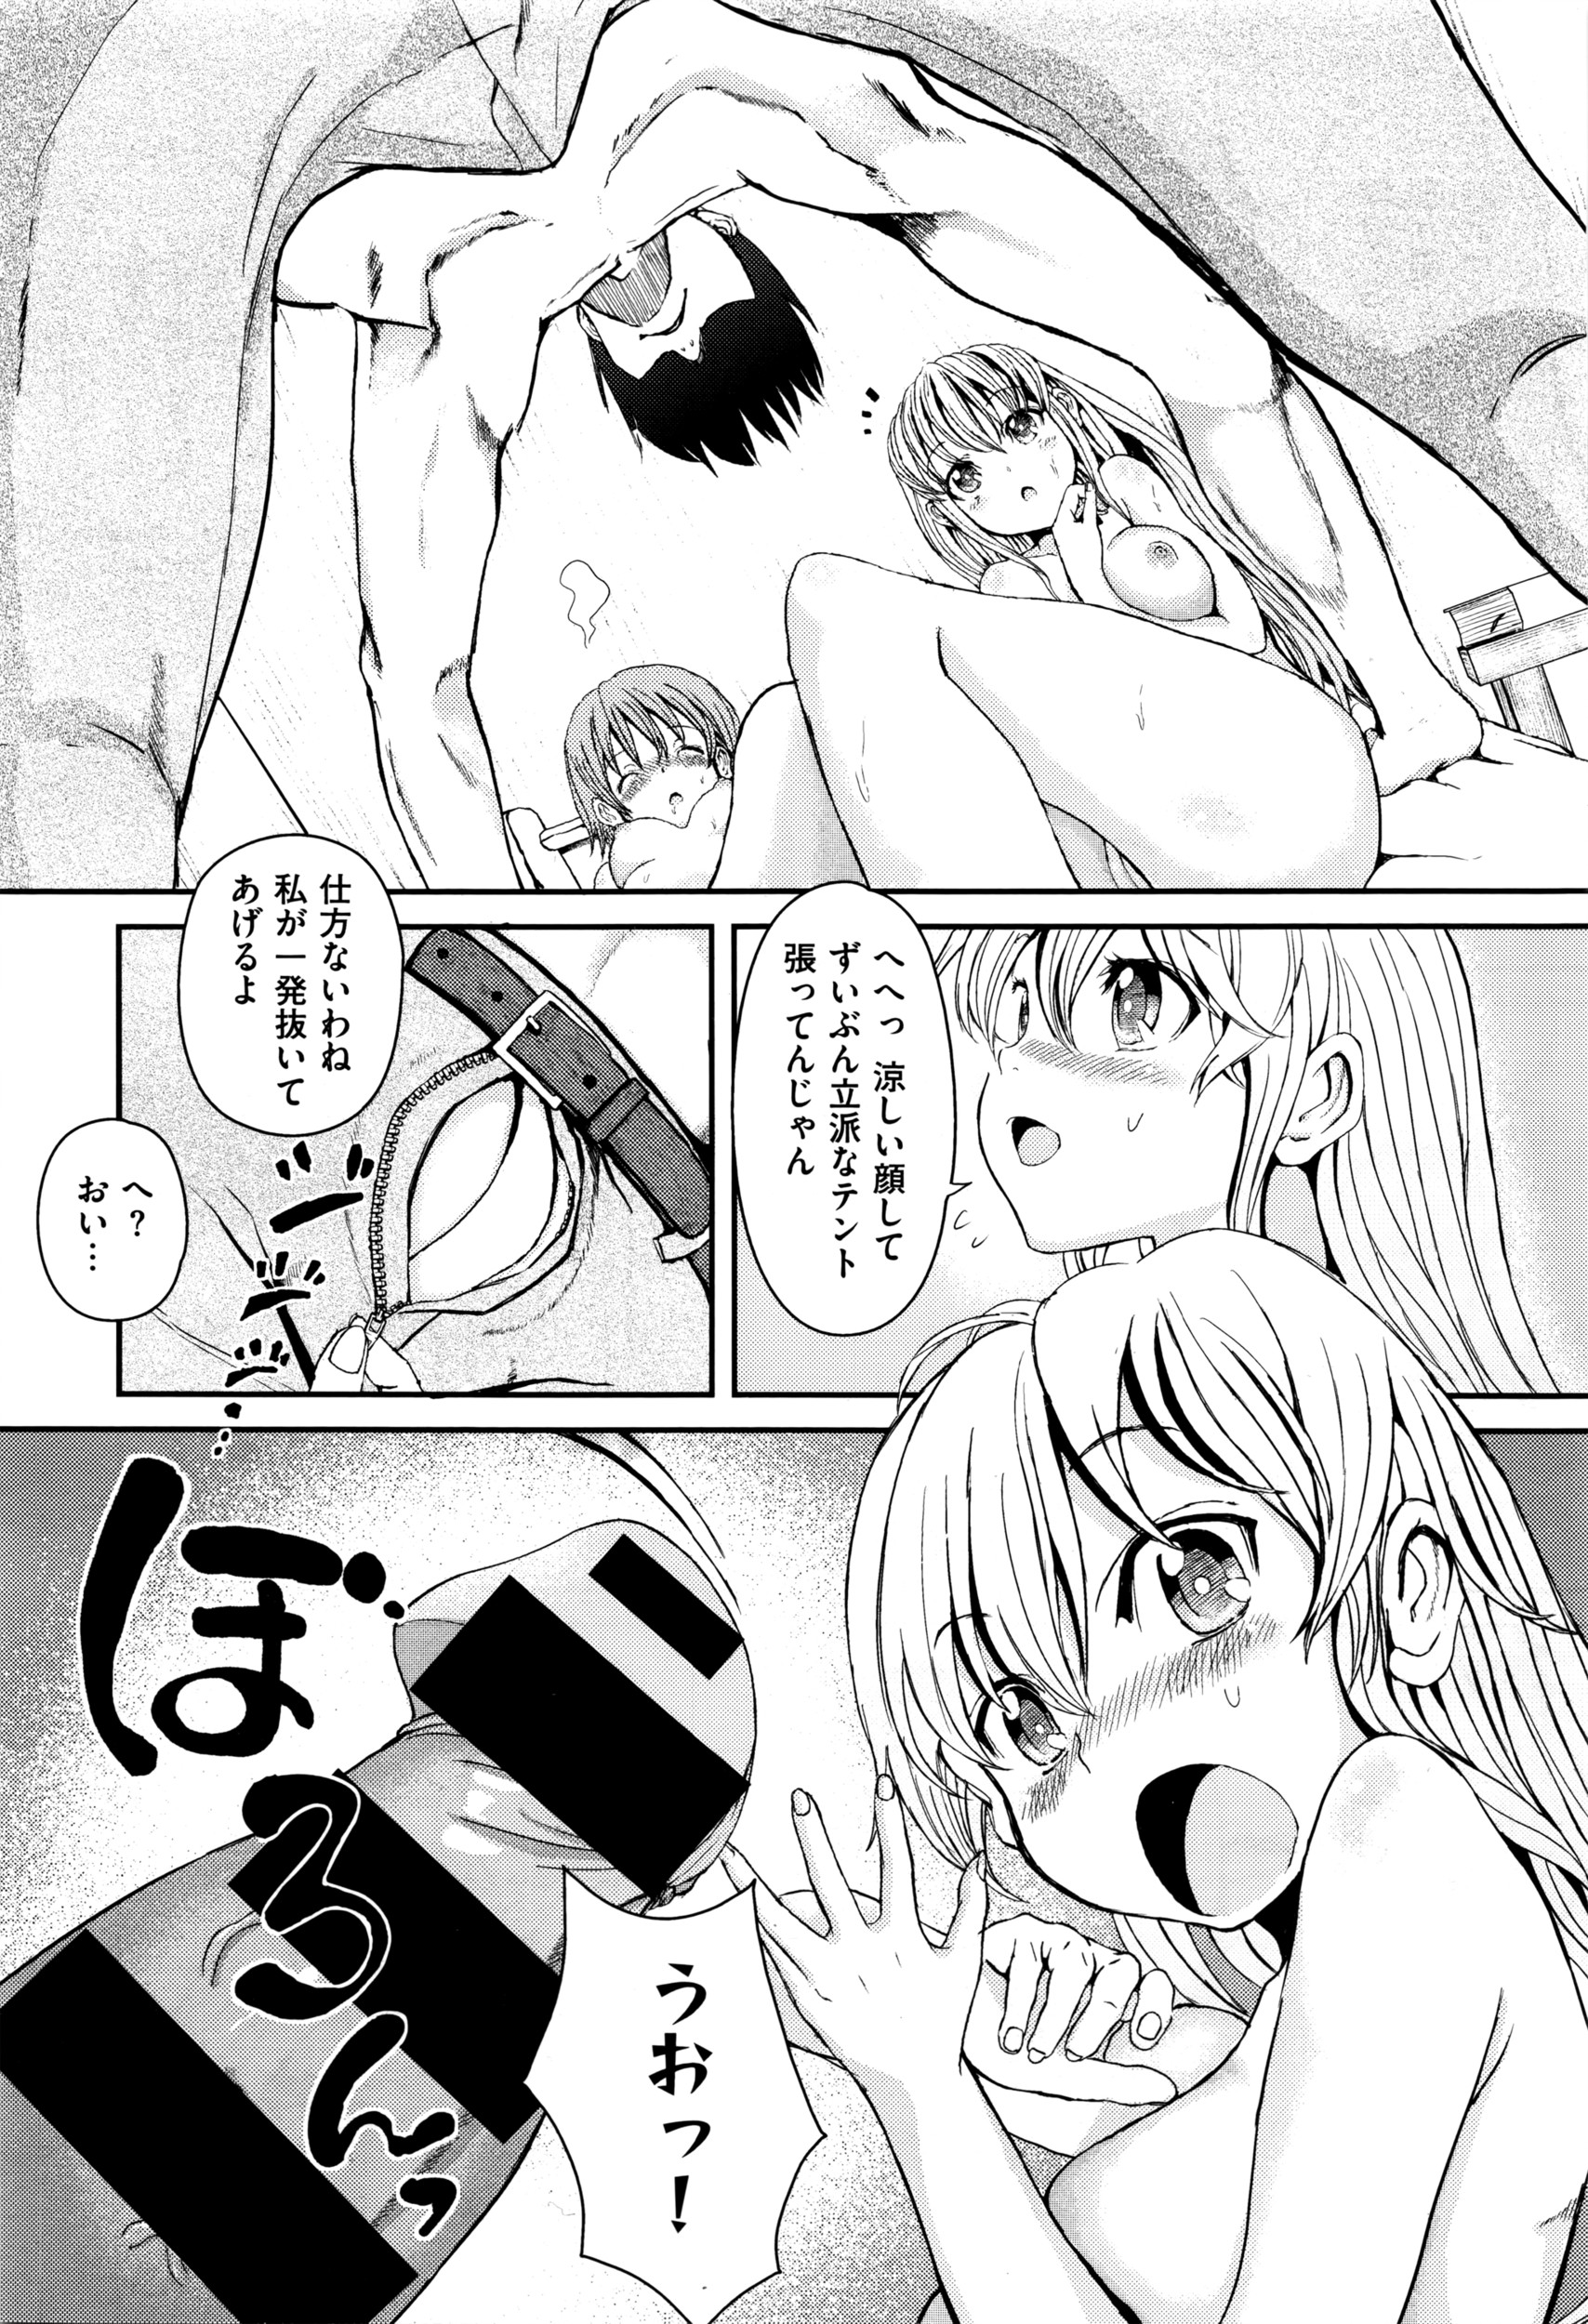 へへっ 涼しい顔して
ずいぶん立派なテント
張ってんじゃん
仕方ないわね
私が一発抜いて
あげるよ
へ？
おい…
ジジジ…
ぼろんっ
うおっ！